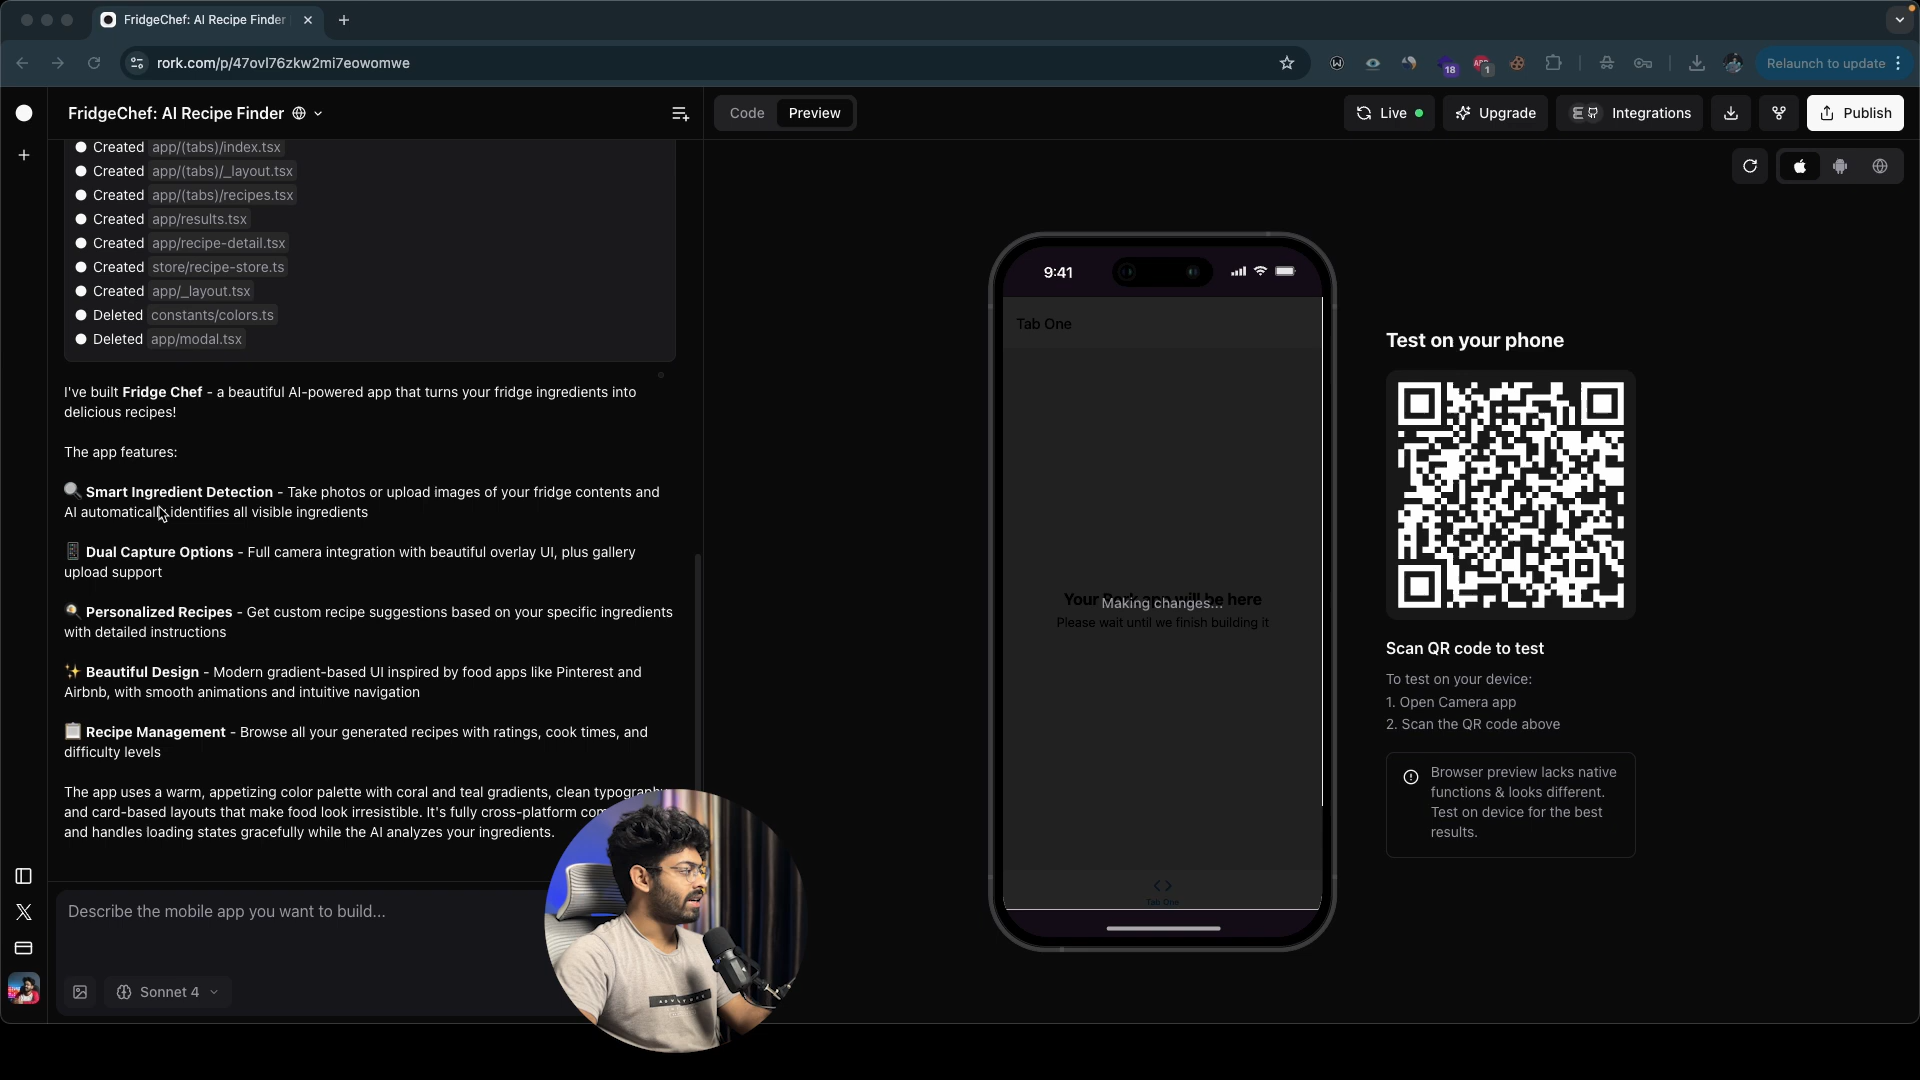 FridgeChef: AI Recipe Finder
rork.com/p/47ovl76zkw2mi7eowomwe
18
1
Relaunch to update
FridgeChef: AI Recipe Finder
Code
Preview
Live
Upgrade
Integrations
Publish
Created app/(tabs)/index.tsx
Created app/(tabs)/_layout.tsx
Created app/(tabs)/recipes.tsx
Created app/results.tsx
Created app/recipe-detail.tsx
Created store/recipe-store.ts
Created app/_layout.tsx
Deleted constants/colors.ts
Deleted app/modal.tsx
I've built Fridge Chef - a beautiful AI-powered app that turns your fridge ingredients into
delicious recipes!
The app features:
🔍 Smart Ingredient Detection - Take photos or upload images of your fridge contents and
AI automatically identifies all visible ingredients
📱 Dual Capture Options - Full camera integration with beautiful overlay UI, plus gallery
upload support
🍳 Personalized Recipes - Get custom recipe suggestions based on your specific ingredients
with detailed instructions
✨ Beautiful Design - Modern gradient-based UI inspired by food apps like Pinterest and
Airbnb, with smooth animations and intuitive navigation
📋 Recipe Management - Browse all your generated recipes with ratings, cook times, and
difficulty levels
The app uses a warm, appetizing color palette with coral and teal gradients, clean typography
and card-based layouts that make food look irresistible. It's fully cross-platform
and handles loading states gracefully while the AI analyzes your ingredients.
Describe the mobile app you want to build...
Sonnet 4
9:41
Tab One
Your Rork app will be here
Making changes...
Please wait until we finish building it
Tab One
Test on your phone
Scan QR code to test
To test on your device:
1. Open Camera app
2. Scan the QR code above
Browser preview lacks native
functions & looks different.
Test on device for the best
results.